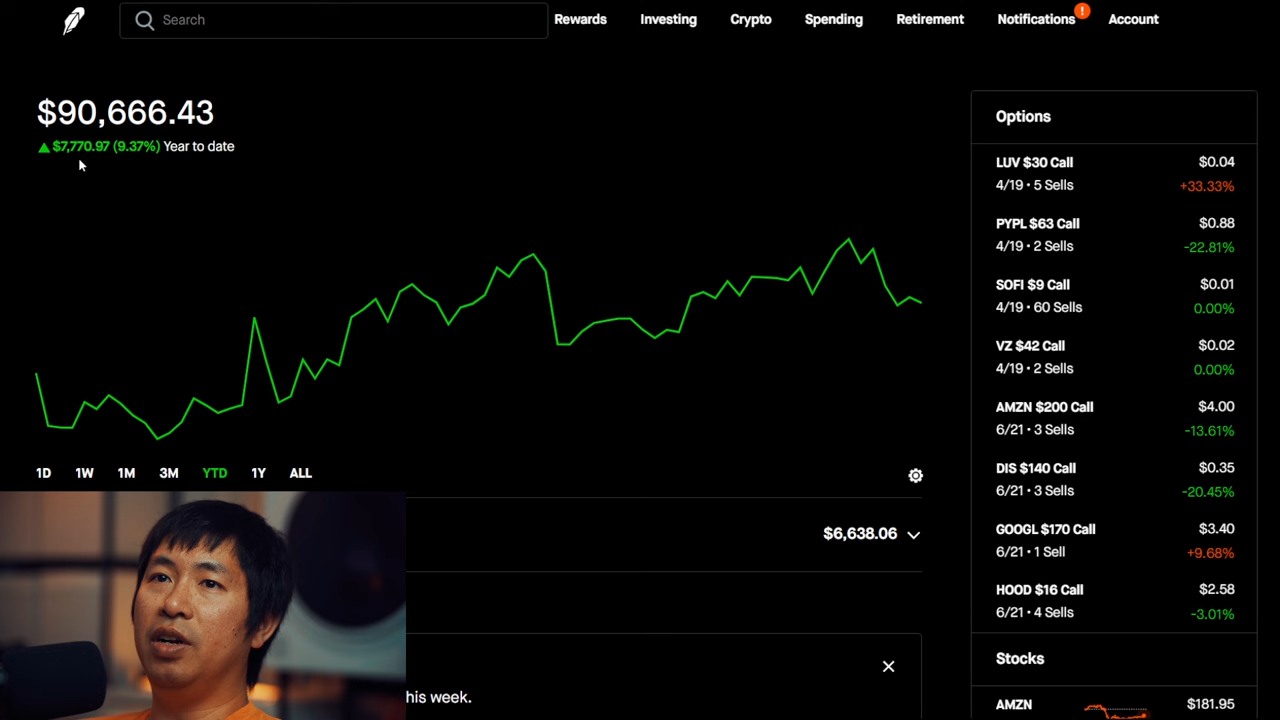 Search
Rewards
Investing
Crypto
Spending
Retirement
Notifications
!
Account
$90,666.43
▲ $7,770.97 (9.37%) Year to date
1D 1W 1M 3M YTD 1Y ALL
$6,638.06
his week.
Options
LUV $30 Call $0.04
4/19 • 5 Sells +33.33%
PYPL $63 Call $0.88
4/19 • 2 Sells -22.81%
SOFI $9 Call $0.01
4/19 • 60 Sells 0.00%
VZ $42 Call $0.02
4/19 • 2 Sells 0.00%
AMZN $200 Call $4.00
6/21 • 3 Sells -13.61%
DIS $140 Call $0.35
6/21 • 3 Sells -20.45%
GOOGL $170 Call $3.40
6/21 • 1 Sell +9.68%
HOOD $16 Call $2.58
6/21 • 4 Sells -3.01%
Stocks
AMZN $181.95